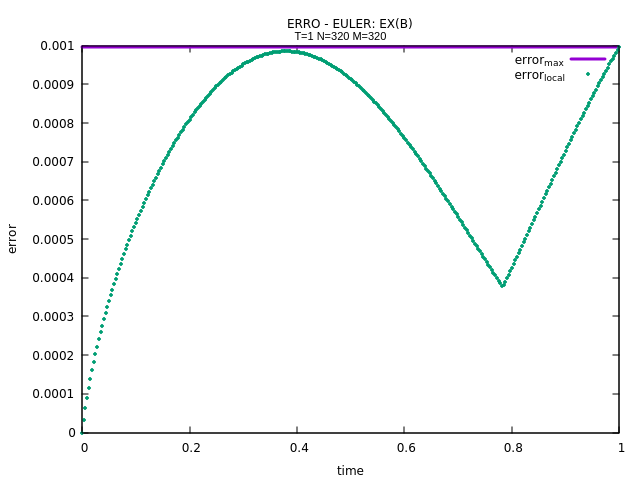 ERRO - EULER: EX(B)
T=1 N=320 M=320
error_max
error_local
0.001
0.0009
0.0008
0.0007
0.0006
0.0005
0.0004
0.0003
0.0002
0.0001
0
error
0 0.2 0.4 0.6 0.8 1
time